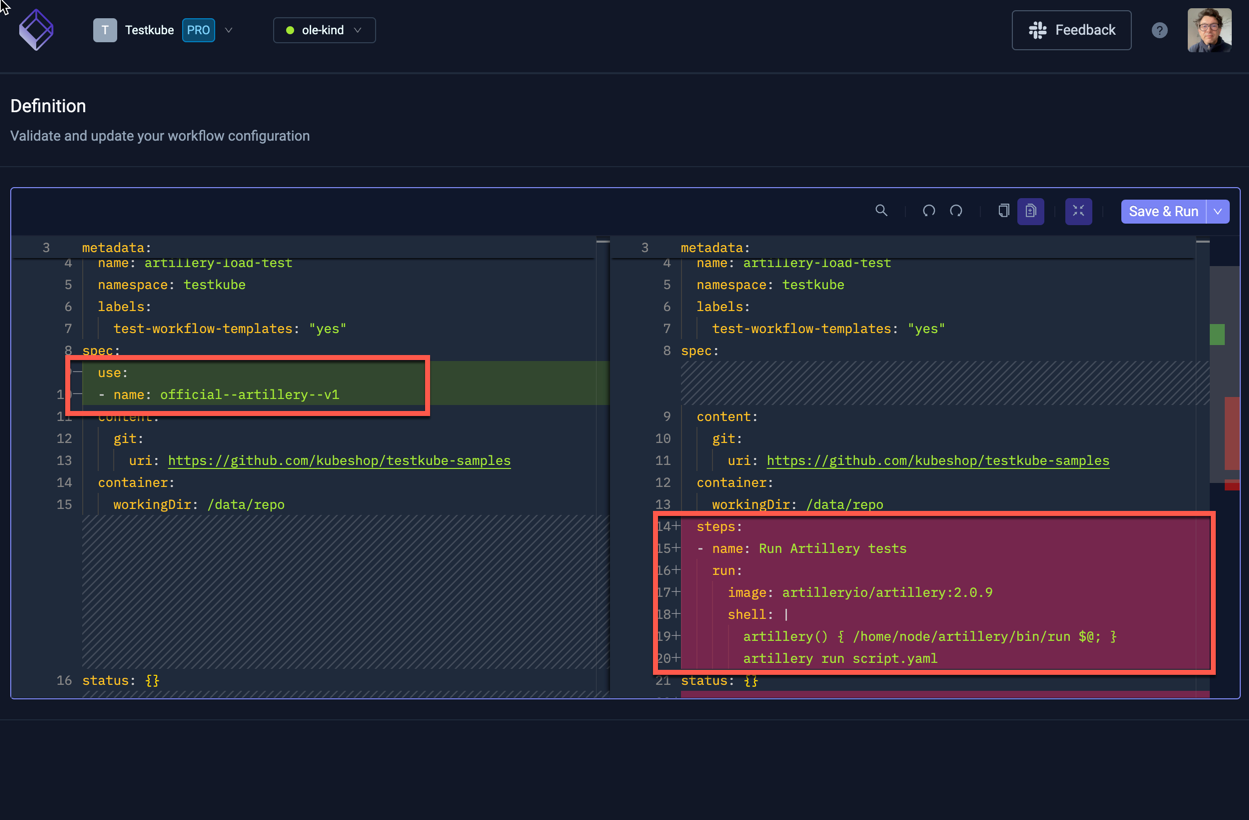 T Testkube PRO ole-kind Feedback ?
Definition
Validate and update your workflow configuration
Save & Run
3 metadata:
4 name: artillery-load-test
5 namespace: testkube
6 labels:
7 test-workflow-templates: "yes"
8 spec:
use:
- name: official--artillery--v1
11 content:
12 git:
13 uri: https://github.com/kubeshop/testkube-samples
14 container:
15 workingDir: /data/repo
16 status: {}
3 metadata:
4 name: artillery-load-test
5 namespace: testkube
6 labels:
7 test-workflow-templates: "yes"
8 spec:
9 content:
10 git:
11 uri: https://github.com/kubeshop/testkube-samples
12 container:
13 workingDir: /data/repo
14+ steps:
15+ - name: Run Artillery tests
16+ run:
17+ image: artilleryio/artillery:2.0.9
18+ shell: |
19+ artillery() { /home/node/artillery/bin/run $@; }
20+ artillery run script.yaml
21 status: {}